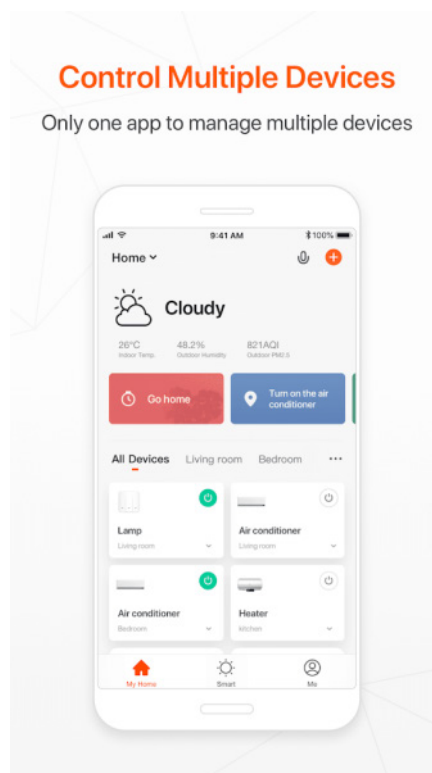 Control Multiple Devices
Only one app to manage multiple devices
9:41 AM
100%
Home
Cloudy
26°C 48.2% 821AQI
Indoor Temp. Outdoor Humidity Outdoor PM2.5
Go home
Turn on the air
conditioner
All Devices Living room Bedroom ...
Lamp Air conditioner
Living room Living room
Air conditioner Heater
Bedroom kitchen
My Home Smart Me